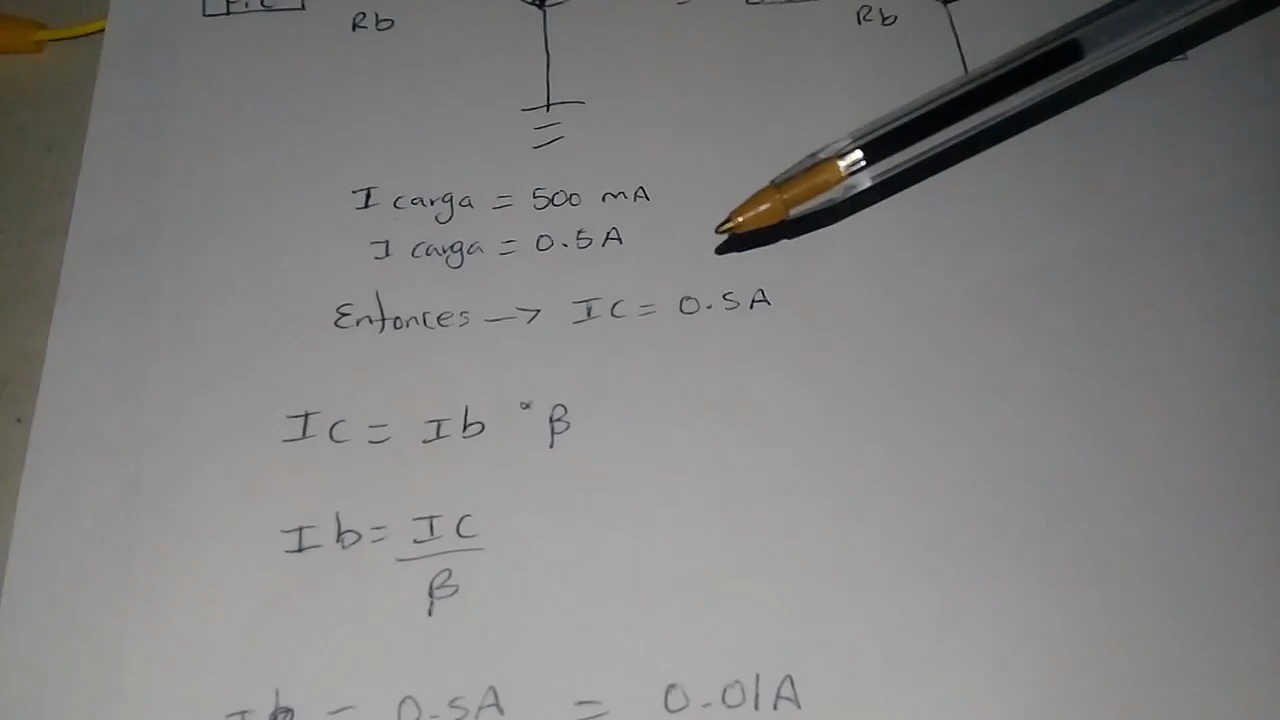 Rb Rb
I carga = 500 mA
I carga = 0.5A
Entonces → IC = 0.5A
IC = Ib * β
Ib = IC / β
Ib = 0.5A = 0.01A